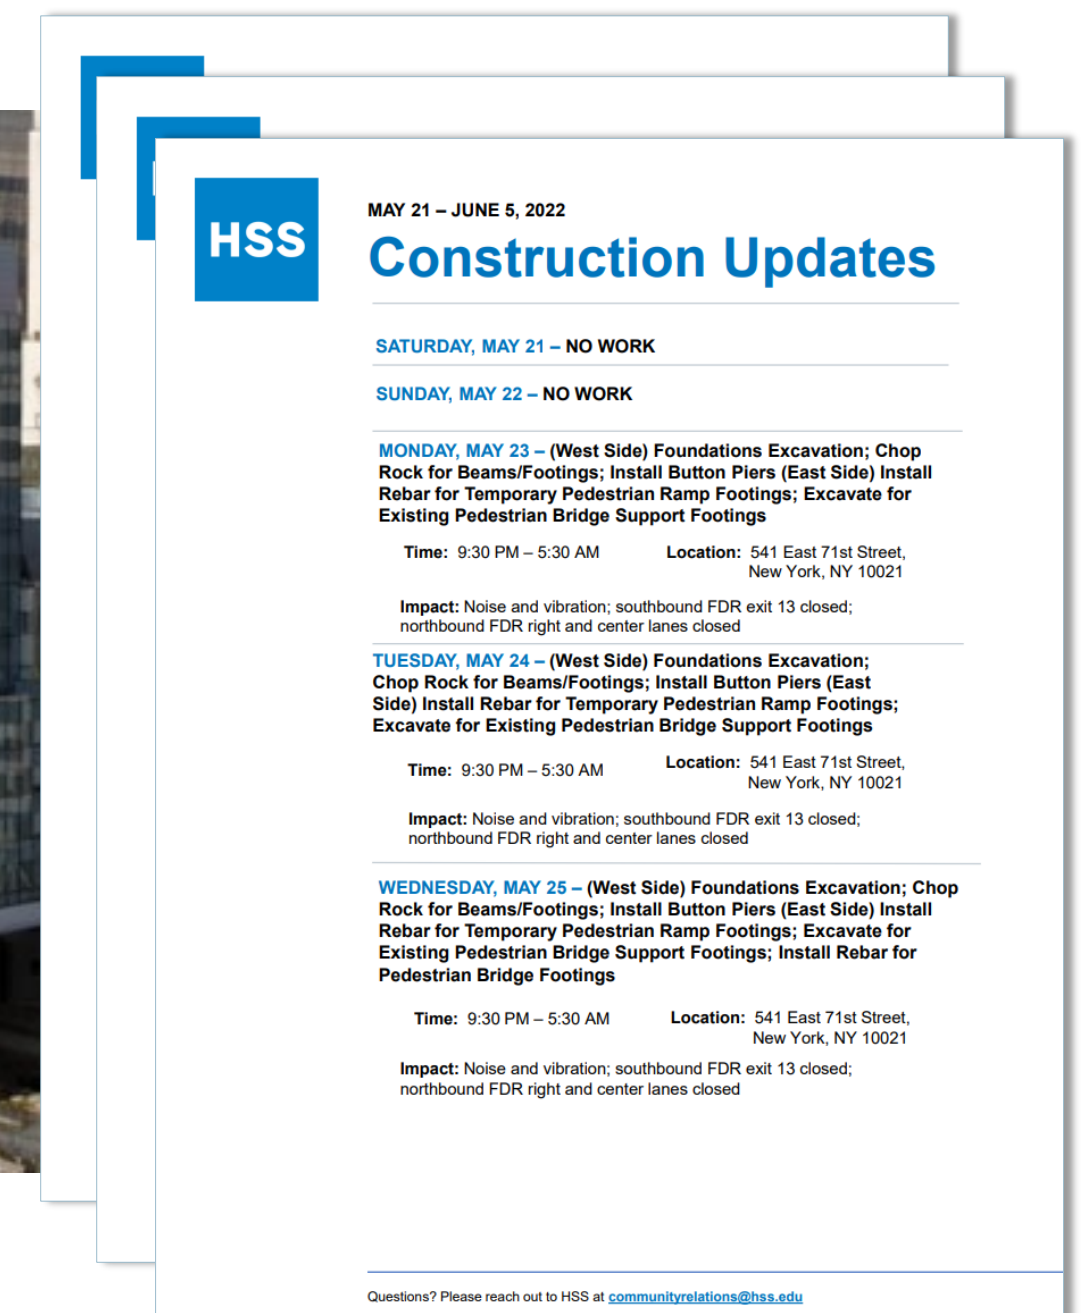 HSS
MAY 21 – JUNE 5, 2022
Construction Updates
SATURDAY, MAY 21 – NO WORK
SUNDAY, MAY 22 – NO WORK
MONDAY, MAY 23 – (West Side) Foundations Excavation; Chop
Rock for Beams/Footings; Install Button Piers (East Side) Install
Rebar for Temporary Pedestrian Ramp Footings; Excavate for
Existing Pedestrian Bridge Support Footings
Time: 9:30 PM – 5:30 AM Location: 541 East 71st Street,
New York, NY 10021
Impact: Noise and vibration; southbound FDR exit 13 closed;
northbound FDR right and center lanes closed
TUESDAY, MAY 24 – (West Side) Foundations Excavation;
Chop Rock for Beams/Footings; Install Button Piers (East
Side) Install Rebar for Temporary Pedestrian Ramp Footings;
Excavate for Existing Pedestrian Bridge Support Footings
Time: 9:30 PM – 5:30 AM Location: 541 East 71st Street,
New York, NY 10021
Impact: Noise and vibration; southbound FDR exit 13 closed;
northbound FDR right and center lanes closed
WEDNESDAY, MAY 25 – (West Side) Foundations Excavation; Chop
Rock for Beams/Footings; Install Button Piers (East Side) Install
Rebar for Temporary Pedestrian Ramp Footings; Excavate for
Existing Pedestrian Bridge Support Footings; Install Rebar for
Pedestrian Bridge Footings
Time: 9:30 PM – 5:30 AM Location: 541 East 71st Street,
New York, NY 10021
Impact: Noise and vibration; southbound FDR exit 13 closed;
northbound FDR right and center lanes closed
Questions? Please reach out to HSS at communityrelations@hss.edu